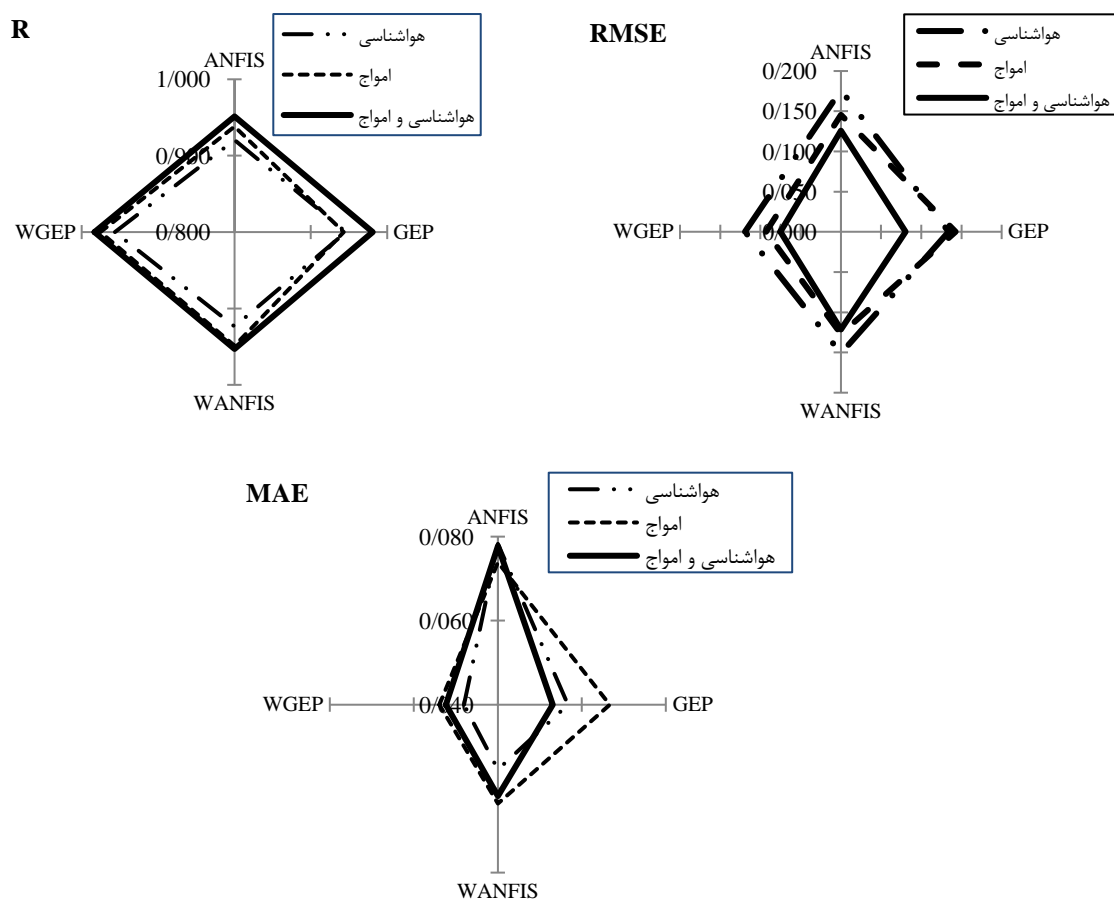 R
هواشناسی
امواج
هواشناسی و امواج
ANFIS
1/000
0/900
0/800
WGEP
GEP
WANFIS
RMSE
هواشناسی
امواج
هواشناسی و امواج
ANFIS
0/200
0/150
0/100
0/050
0/000
WGEP
GEP
WANFIS
MAE
هواشناسی
امواج
هواشناسی و امواج
ANFIS
0/080
0/060
0/040
WGEP
GEP
WANFIS